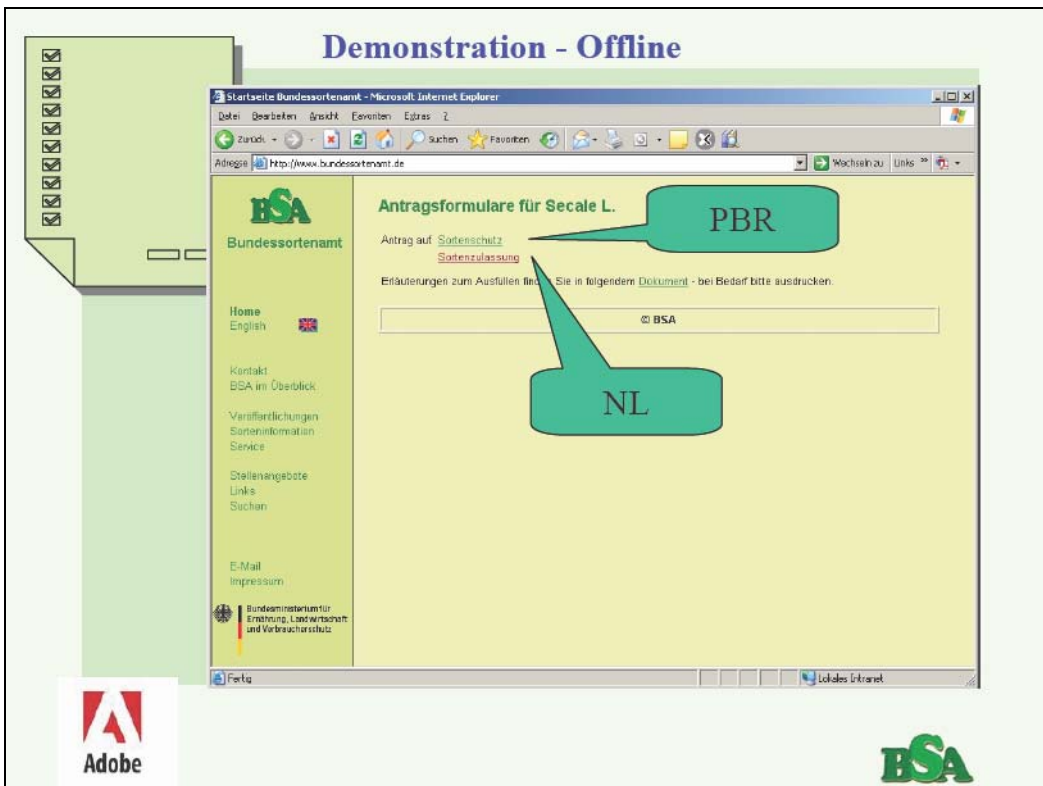 Demonstration - Offline
Startseite Bundessortenamt - Microsoft Internet Explorer
Datei Bearbeiten Ansicht Favoriten Extras ?
Zurück Suchen Favoriten
Adresse http://www.bundessortenamt.de Wechseln zu Links »
BSA
Bundessortenamt
Home
English
Kontakt
BSA im Überblick
Veröffentlichungen
Sorteninformation
Service
Stellenangebote
Links
Suchen
E-Mail
Impressum
Bundesministerium für
Ernährung, Landwirtschaft
und Verbraucherschutz
Antragsformulare für Secale L.
Antrag auf Sortenschutz
Sortenzulassung
Erläuterungen zum Ausfüllen Sie in folgendem Dokument - bei Bedarf bitte ausdrucken.
© BSA
PBR
NL
Fertig Lokales Intranet
Adobe
BSA